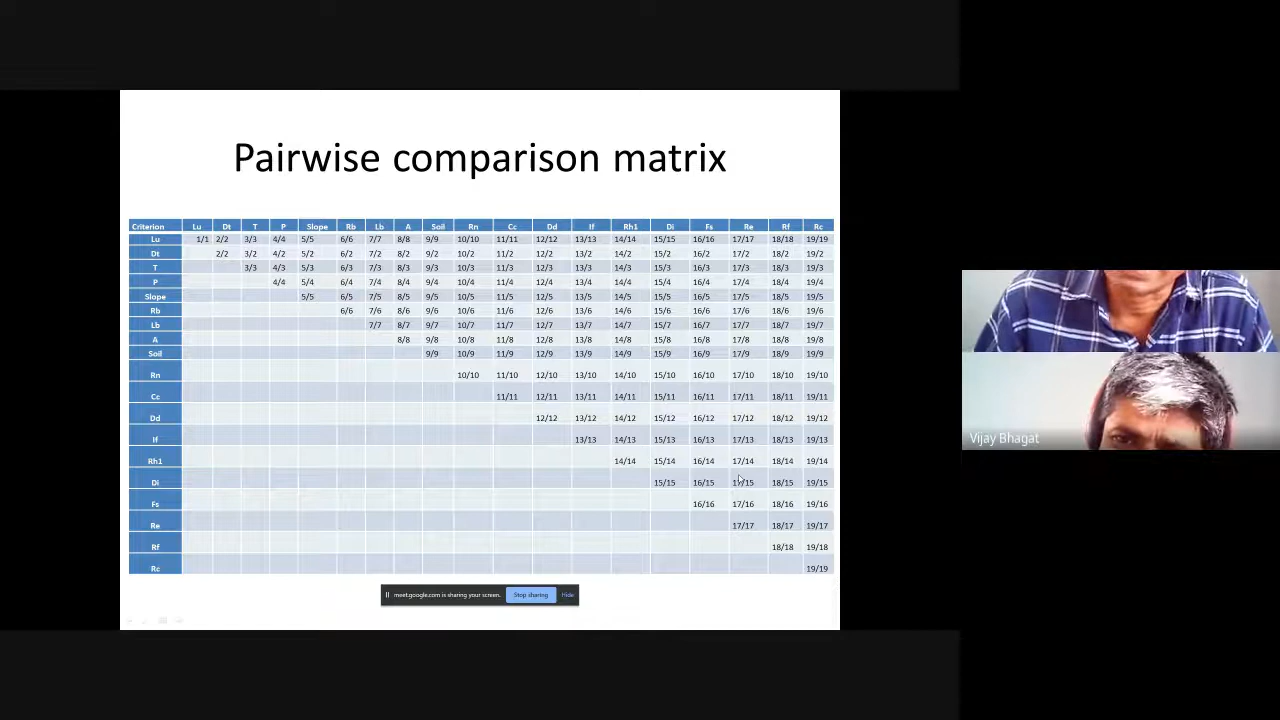 Pairwise comparison matrix
Criterion Lu Dt T P Slope Rb Lb A Soil Rn Cc Dd If Rh1 Di Fs Re Rf Rc
Lu 1/1 2/2 3/3 4/4 5/5 6/6 7/7 8/8 9/9 10/10 11/11 12/12 13/13 14/14 15/15 16/16 17/17 18/18 19/19
Dt 2/2 3/2 4/2 5/2 6/2 7/2 8/2 9/2 10/2 11/2 12/2 13/2 14/2 15/2 16/2 17/2 18/2 19/2
T 3/3 4/3 5/3 6/3 7/3 8/3 9/3 10/3 11/3 12/3 13/3 14/3 15/3 16/3 17/3 18/3 19/3
P 4/4 5/4 6/4 7/4 8/4 9/4 10/4 11/4 12/4 13/4 14/4 15/4 16/4 17/4 18/4 19/4
Slope 5/5 6/5 7/5 8/5 9/5 10/5 11/5 12/5 13/5 14/5 15/5 16/5 17/5 18/5 19/5
Rb 6/6 7/6 8/6 9/6 10/6 11/6 12/6 13/6 14/6 15/6 16/6 17/6 18/6 19/6
Lb 7/7 8/7 9/7 10/7 11/7 12/7 13/7 14/7 15/7 16/7 17/7 18/7 19/7
A 8/8 9/8 10/8 11/8 12/8 13/8 14/8 15/8 16/8 17/8 18/8 19/8
Soil 9/9 10/9 11/9 12/9 13/9 14/9 15/9 16/9 17/9 18/9 19/9
Rn 10/10 11/10 12/10 13/10 14/10 15/10 16/10 17/10 18/10 19/10
Cc 11/11 12/11 13/11 14/11 15/11 16/11 17/11 18/11 19/11
Dd 12/12 13/12 14/12 15/12 16/12 17/12 18/12 19/12
If 13/13 14/13 15/13 16/13 17/13 18/13 19/13
Rh1 14/14 15/14 16/14 17/14 18/14 19/14
Di 15/15 16/15 17/15 18/15 19/15
Fs 16/16 17/16 18/16 19/16
Re 17/17 18/17 19/17
Rf 18/18 19/18
Rc 19/19
meet.google.com is sharing your screen. Stop sharing Hide
Vijay Bhagat